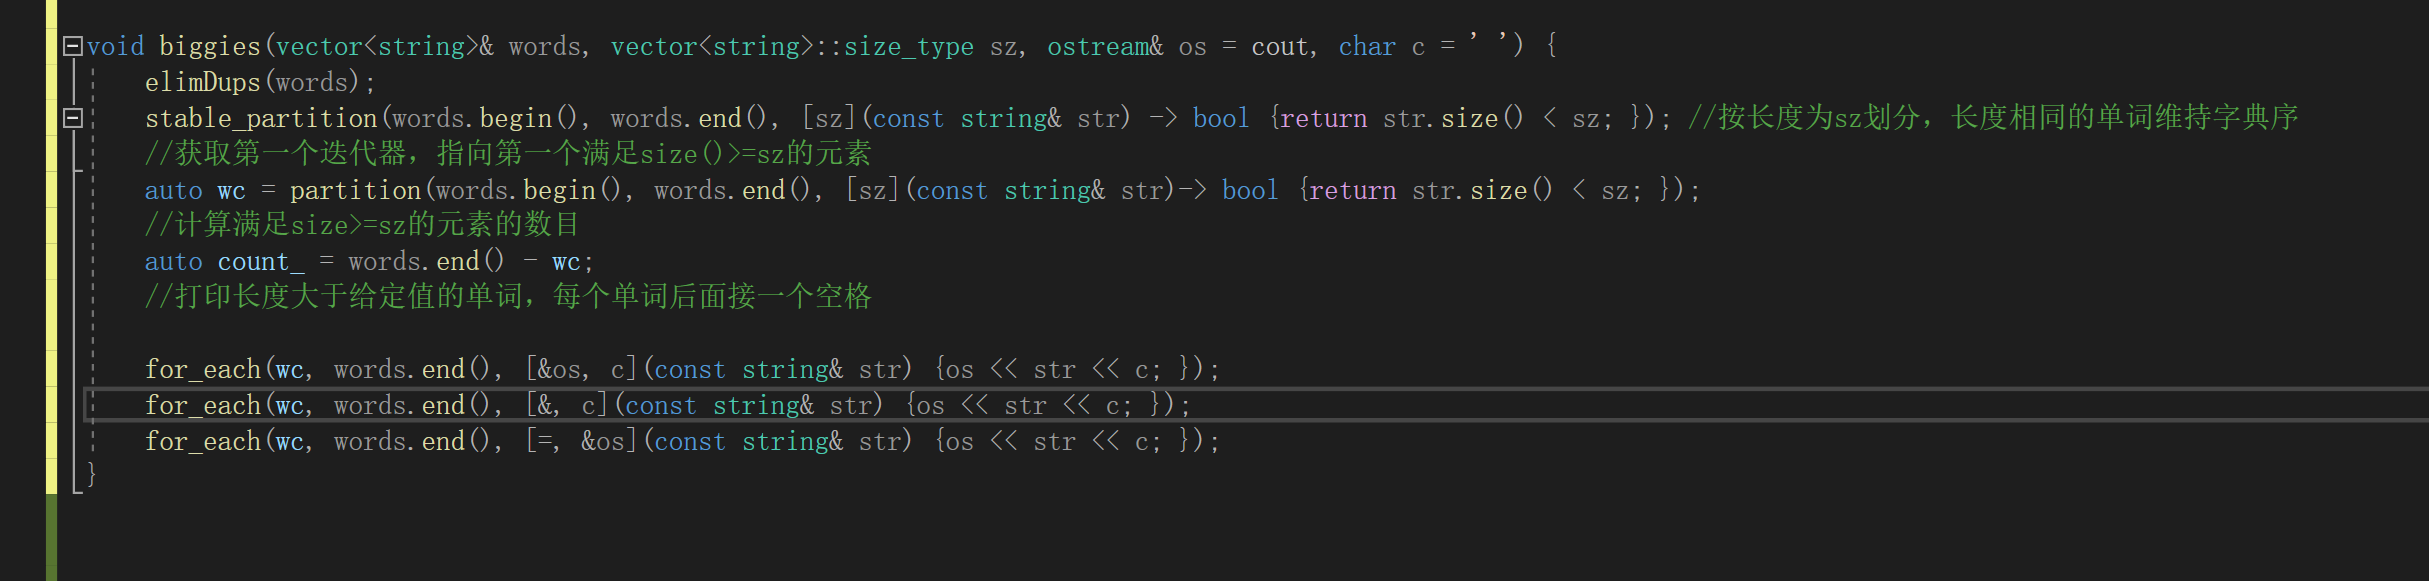 void biggies(vector<string>& words, vector<string>::size_type sz, ostream& os = cout, char c = ' ') {
elimDups(words);
stable_partition(words.begin(), words.end(), [sz](const string& str) -> bool {return str.size() < sz; }); //按长度为sz划分，长度相同的单词维持字典序
//获取第一个迭代器，指向第一个满足size()>=sz的元素
auto wc = partition(words.begin(), words.end(), [sz](const string& str)-> bool {return str.size() < sz; });
//计算满足size>=sz的元素的数目
auto count_ = words.end() - wc;
//打印长度大于给定值的单词，每个单词后面接一个空格
for_each(wc, words.end(), [&os, c](const string& str) {os << str << c; });
for_each(wc, words.end(), [&, c](const string& str) {os << str << c; });
for_each(wc, words.end(), [=, &os](const string& str) {os << str << c; });
}